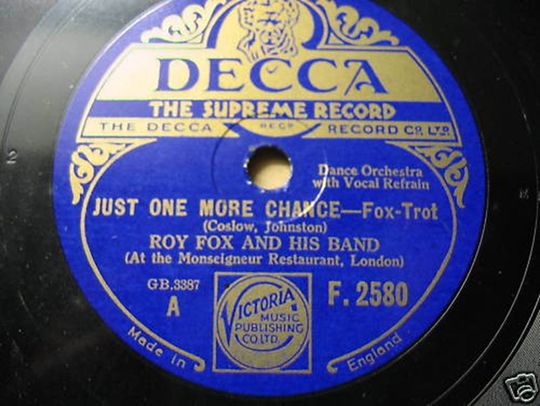 DECCA
THE SUPREME RECORD
THE DECCA RECD RECORD CO. LTD.
2
Dance Orchestra
with Vocal Refrain
JUST ONE MORE CHANCE—Fox-Trot
(Coslow, Johnston)
ROY FOX AND HIS BAND
(At the Monseigneur Restaurant, London)
GB.3387
A
VICTORIA
MUSIC
PUBLISHING
CO. LTD.
F. 2580
Made in England